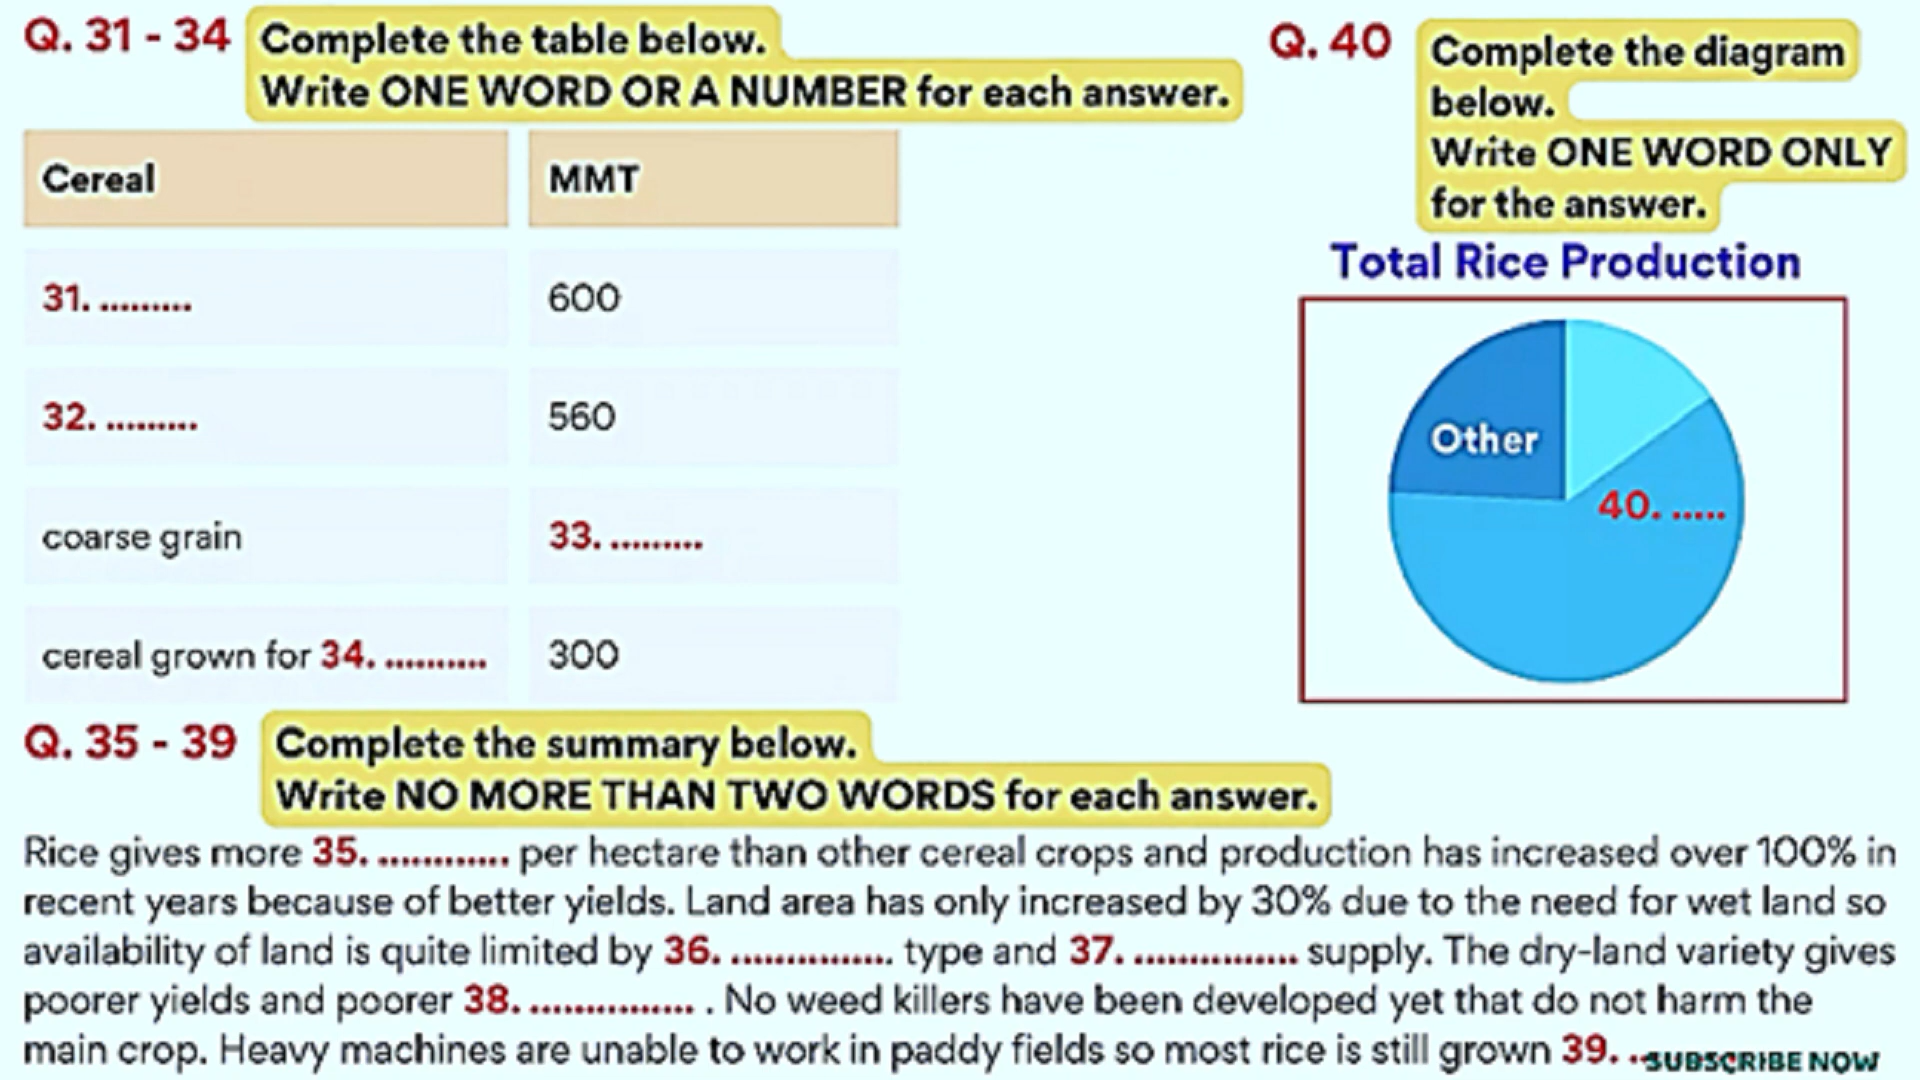 Q. 31 - 34
Complete the table below.
Write ONE WORD OR A NUMBER for each answer.
Cereal MMT
31. ......... 600
32. ......... 560
coarse grain 33. .........
cereal grown for 34. .......... 300
Q. 40
Complete the diagram
below.
Write ONE WORD ONLY
for the answer.
Total Rice Production
Other
40. .....
Q. 35 - 39
Complete the summary below.
Write NO MORE THAN TWO WORDS for each answer.
Rice gives more 35. ............ per hectare than other cereal crops and production has increased over 100% in
recent years because of better yields. Land area has only increased by 30% due to the need for wet land so
availability of land is quite limited by 36. ............... type and 37. ............... supply. The dry-land variety gives
poorer yields and poorer 38. ............... . No weed killers have been developed yet that do not harm the
main crop. Heavy machines are unable to work in paddy fields so most rice is still grown 39. ..
SUBSCRIBE NOW